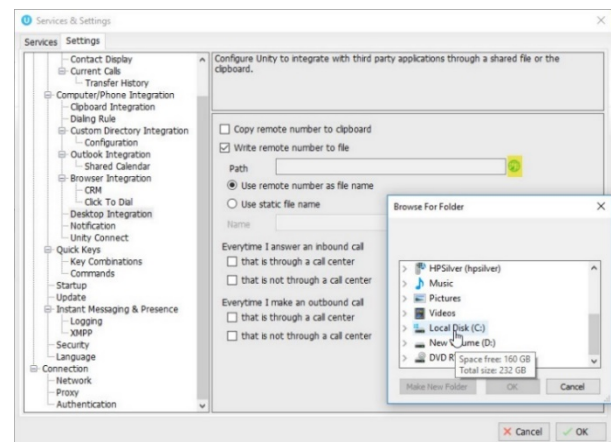 Services & Settings
Services Settings
Contact Display
Current Calls
Transfer History
Computer/Phone Integration
Clipboard Integration
Dialing Rule
Custom Directory Integration
Configuration
Outlook Integration
Shared Calendar
Browser Integration
CRM
Click To Dial
Desktop Integration
Notification
Unity Connect
Quick Keys
Key Combinations
Commands
Startup
Update
Instant Messaging & Presence
Logging
XMPP
Security
Language
Connection
Network
Proxy
Authentication
Configure Unity to integrate with third party applications through a shared file or the
clipboard.
Copy remote number to clipboard
Write remote number to file
Path
Use remote number as file name
Use static file name
Name
Everytime I answer an inbound call
that is through a call center
that is not through a call center
Everytime I make an outbound call
that is through a call center
that is not through a call center
Browse For Folder
HPSilver (hpsilver)
Music
Pictures
Videos
Local Disk (C:)
New Volume (D:)
DVD R
Space free: 160 GB
Total size: 232 GB
Make New Folder OK Cancel
Cancel OK